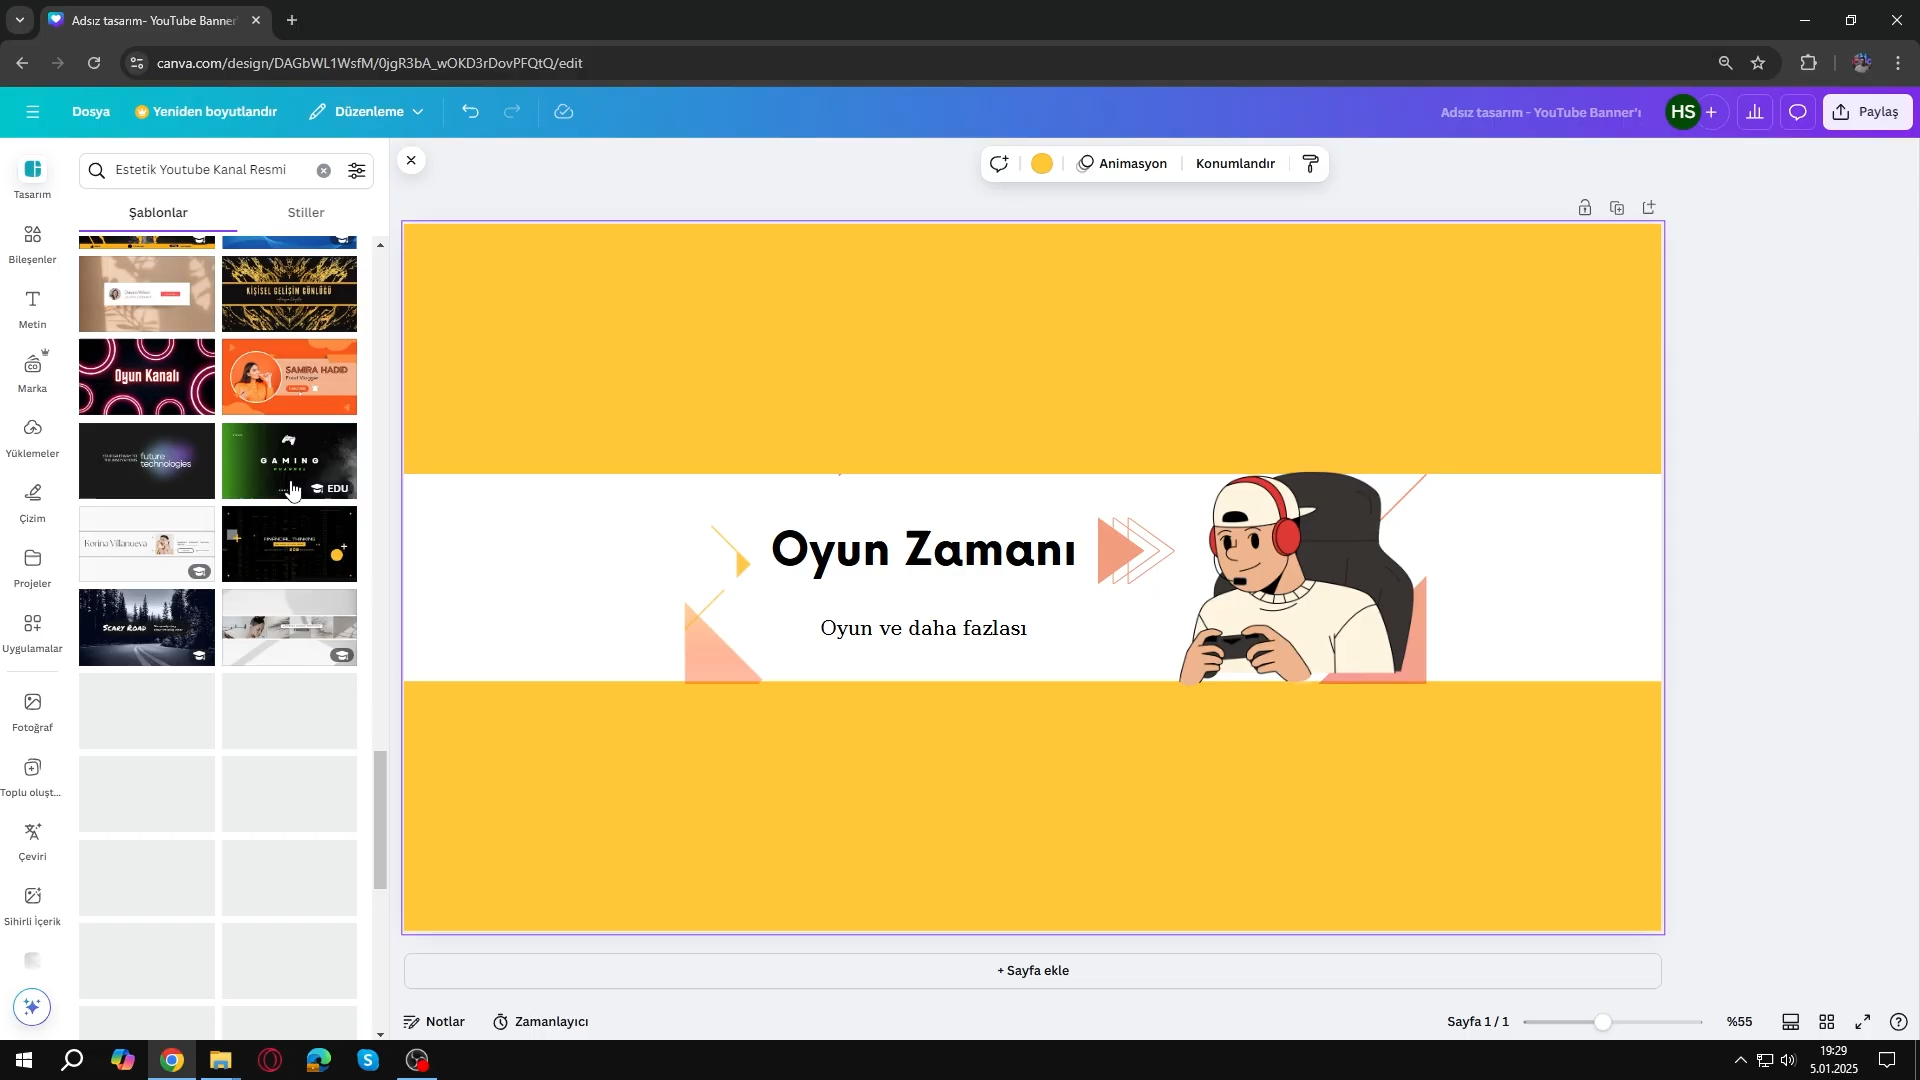 Adsız tasarım- YouTube Banner'
canva.com/design/DAGbWL1WsfM/0jgR3bA_wOKD3rDovPFQtQ/edit
Dosya
Yeniden boyutlandır
Düzenleme
Adsız tasarım - YouTube Banner'ı
HS
Paylaş
Estetik Youtube Kanal Resmi
Animasyon
Konumlandır
Şablonlar
Stiller
Tasarım
Bileşenler
Metin
Marka
Yüklemeler
Çizim
Projeler
Uygulamalar
Fotoğraf
Toplu oluşt...
Çeviri
Sihirli İçerik
KİŞİSEL GELİŞİM GÜNLÜĞÜ
Oyun Kanalı
SAMIRA HADID
future
technologies
GAMING
EDU
Korina Villanueva
FINANCIAL THINKING
SCARY ROAD
Oyun Zamanı
Oyun ve daha fazlası
+ Sayfa ekle
Notlar
Zamanlayıcı
Sayfa 1 / 1
%55
19:29
5.01.2025